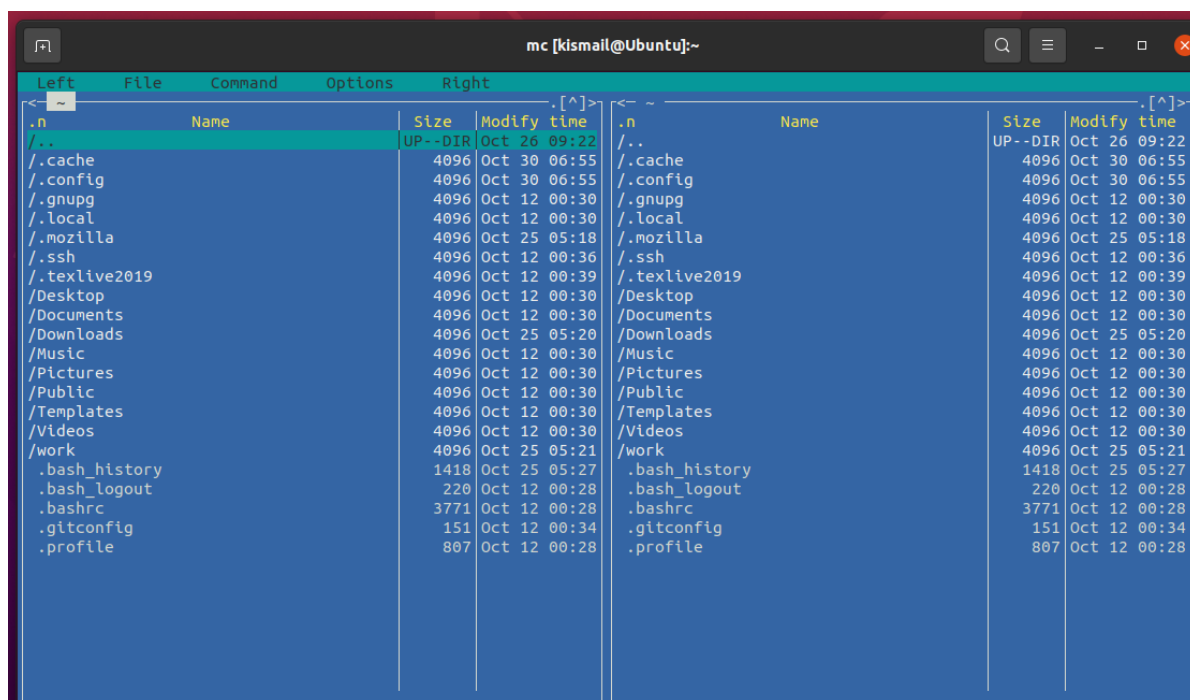 mc [kismail@Ubuntu]:~
Left File Command Options Right
<- ~ .[^]> <- ~ .[^]>
.n Name Size Modify time .n Name Size Modify time
/.. UP--DIR Oct 26 09:22 /.. UP--DIR Oct 26 09:22
/.cache 4096 Oct 30 06:55 /.cache 4096 Oct 30 06:55
/.config 4096 Oct 30 06:55 /.config 4096 Oct 30 06:55
/.gnupg 4096 Oct 12 00:30 /.gnupg 4096 Oct 12 00:30
/.local 4096 Oct 12 00:30 /.local 4096 Oct 12 00:30
/.mozilla 4096 Oct 25 05:18 /.mozilla 4096 Oct 25 05:18
/.ssh 4096 Oct 12 00:36 /.ssh 4096 Oct 12 00:36
/.texlive2019 4096 Oct 12 00:39 /.texlive2019 4096 Oct 12 00:39
/Desktop 4096 Oct 12 00:30 /Desktop 4096 Oct 12 00:30
/Documents 4096 Oct 12 00:30 /Documents 4096 Oct 12 00:30
/Downloads 4096 Oct 25 05:20 /Downloads 4096 Oct 25 05:20
/Music 4096 Oct 12 00:30 /Music 4096 Oct 12 00:30
/Pictures 4096 Oct 12 00:30 /Pictures 4096 Oct 12 00:30
/Public 4096 Oct 12 00:30 /Public 4096 Oct 12 00:30
/Templates 4096 Oct 12 00:30 /Templates 4096 Oct 12 00:30
/Videos 4096 Oct 12 00:30 /Videos 4096 Oct 12 00:30
/work 4096 Oct 25 05:21 /work 4096 Oct 25 05:21
.bash_history 1418 Oct 25 05:27 .bash_history 1418 Oct 25 05:27
.bash_logout 220 Oct 12 00:28 .bash_logout 220 Oct 12 00:28
.bashrc 3771 Oct 12 00:28 .bashrc 3771 Oct 12 00:28
.gitconfig 151 Oct 12 00:34 .gitconfig 151 Oct 12 00:34
.profile 807 Oct 12 00:28 .profile 807 Oct 12 00:28